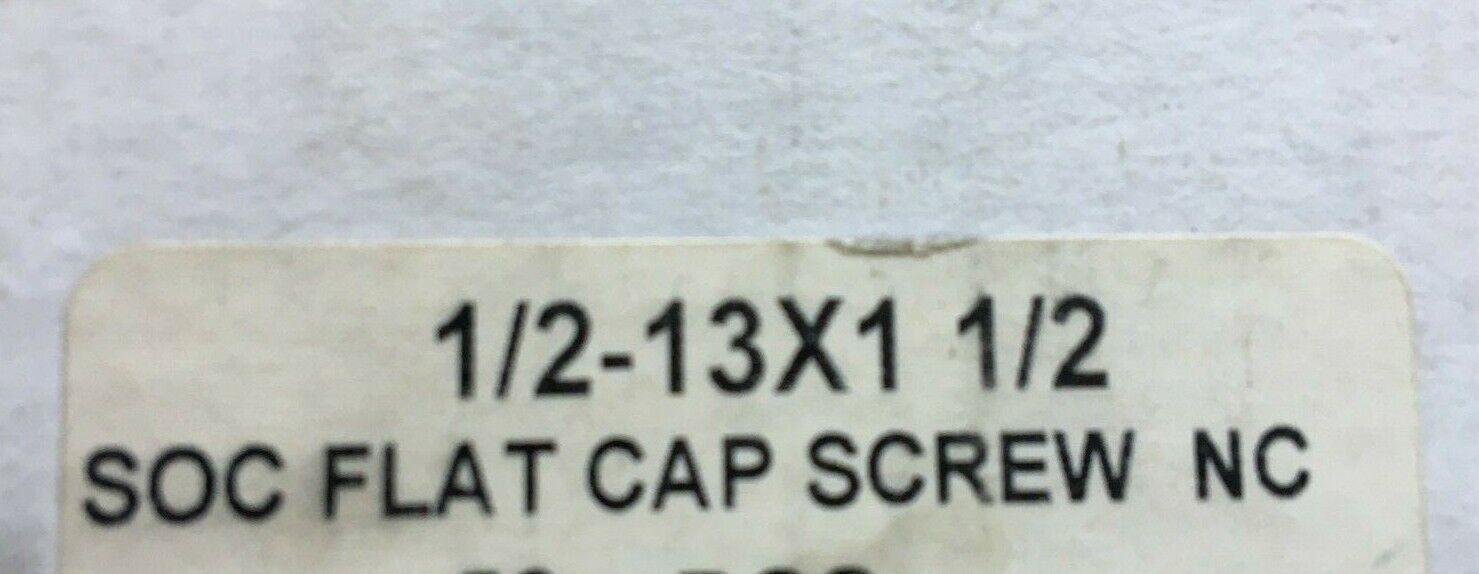 1/2-13X1 1/2
SOC FLAT CAP SCREW NC